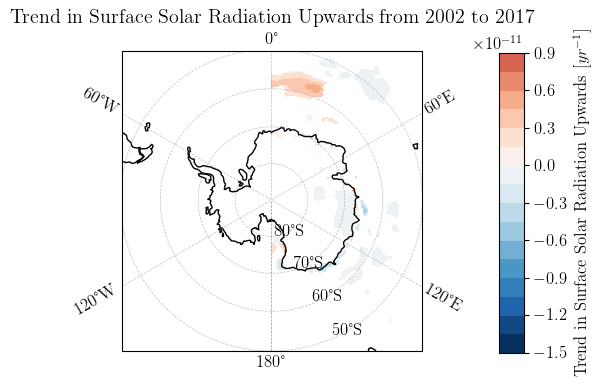 Trend in Surface Solar Radiation Upwards from 2002 to 2017
0°
×10⁻¹¹
60°W
60°E
80°S
70°S
60°S
50°S
120°W
120°E
180°
0.9
0.6
0.3
0.0
−0.3
−0.6
−0.9
−1.2
−1.5
Trend in Surface Solar Radiation Upwards [yr⁻¹]